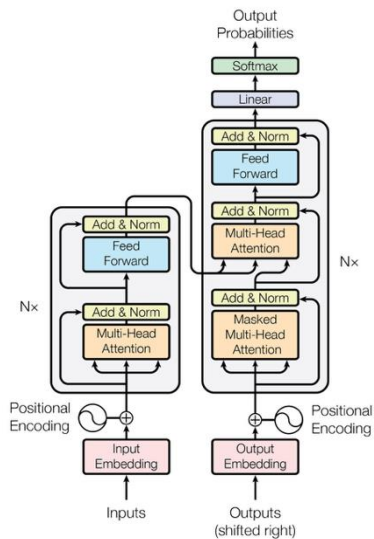 Output
Probabilities
Softmax
Linear
Add & Norm
Feed
Forward
Add & Norm
Multi-Head
Attention
Add & Norm
Masked
Multi-Head
Attention
Nx
Add & Norm
Feed
Forward
Add & Norm
Multi-Head
Attention
Nx
Positional
Encoding
Positional
Encoding
Input
Embedding
Output
Embedding
Inputs
Outputs
(shifted right)